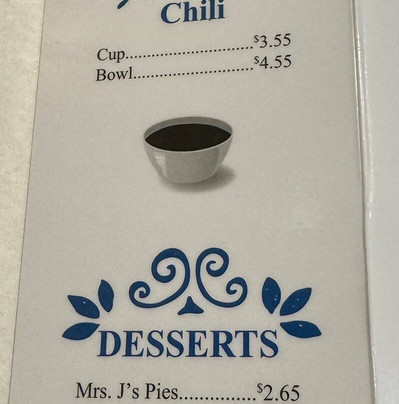 Chili
Cup........................$3.55
Bowl.......................$4.55
DESSERTS
Mrs. J's Pies...............$2.65